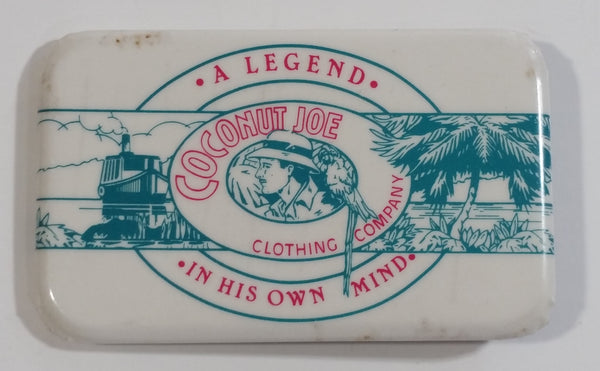 • A LEGEND •
COCONUT JOE
CLOTHING COMPANY
• IN HIS OWN MIND •